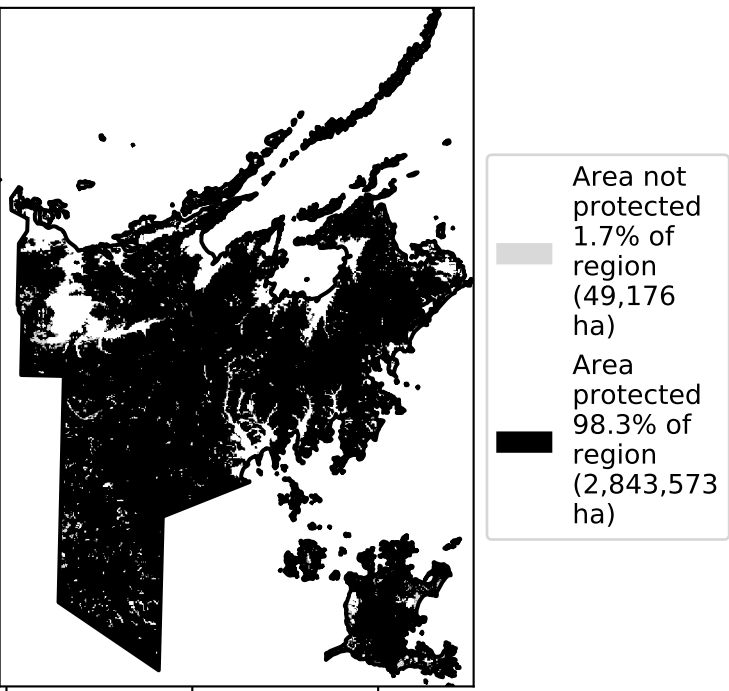 Area not
protected
1.7% of
region
(49,176
ha)
Area
protected
98.3% of
region
(2,843,573
ha)